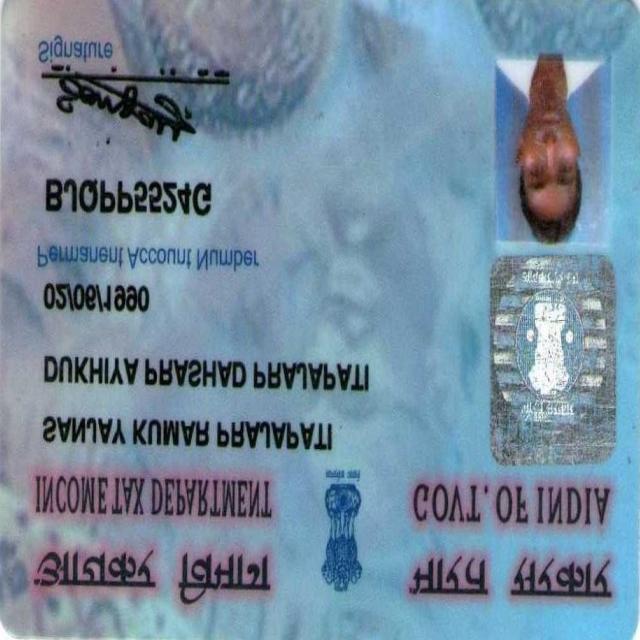 आयकर विभाग
भारत सरकार
INCOME TAX DEPARTMENT
GOVT. OF INDIA
SANJAY KUMAR PRAJAPATI
DUKHIYA PRASHAD PRAJAPATI
02/06/1990
Permanent Account Number
BJQPP5524G
Signature